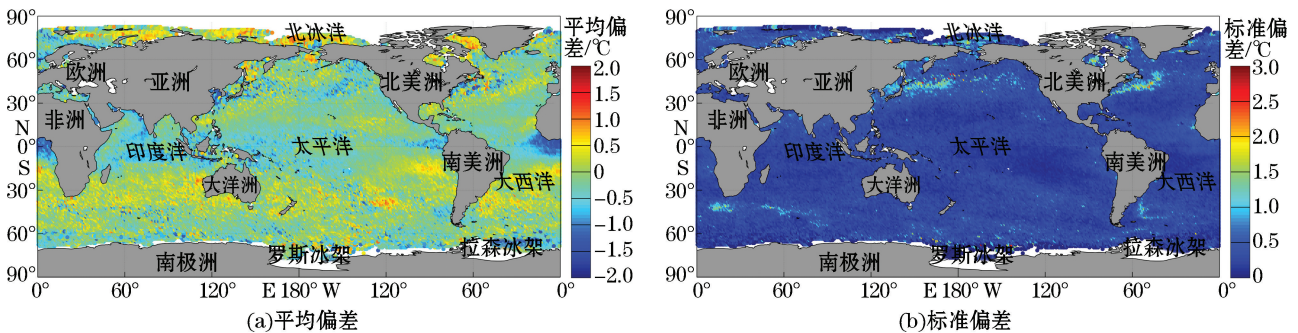 90°
60°
30°
N
0°
S
30°
60°
90°
北冰洋
欧洲
亚洲
北美洲
非洲
印度洋
太平洋
南美洲
大洋洲
大西洋
罗斯冰架
拉森冰架
南极洲
0°
60°
120°
E 180° W
120°
60°
0°
平均偏
差/℃
2.0
1.5
1.0
0.5
0
−0.5
−1.0
−1.5
−2.0
(a)平均偏差
90°
60°
30°
N
0°
S
30°
60°
90°
北冰洋
欧洲
亚洲
北美洲
非洲
印度洋
太平洋
南美洲
大洋洲
大西洋
罗斯冰架
拉森冰架
南极洲
0°
60°
120°
E 180° W
120°
60°
0°
标准偏
差/℃
3.0
2.5
2.0
1.5
1.0
0.5
0
(b)标准偏差